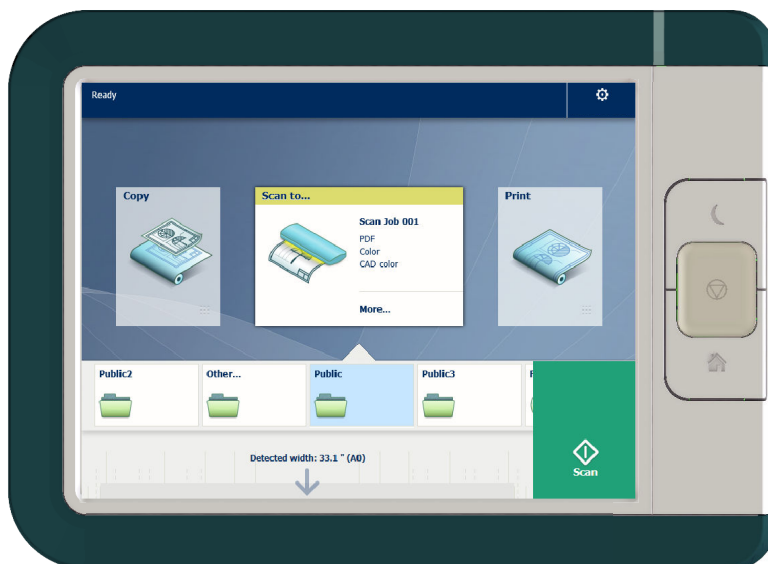 Ready
Copy
Scan to...
Scan Job 001
PDF
Color
CAD color
More...
Print
Public2
Other...
Public
Public3
Detected width: 33.1 " (A0)
Scan